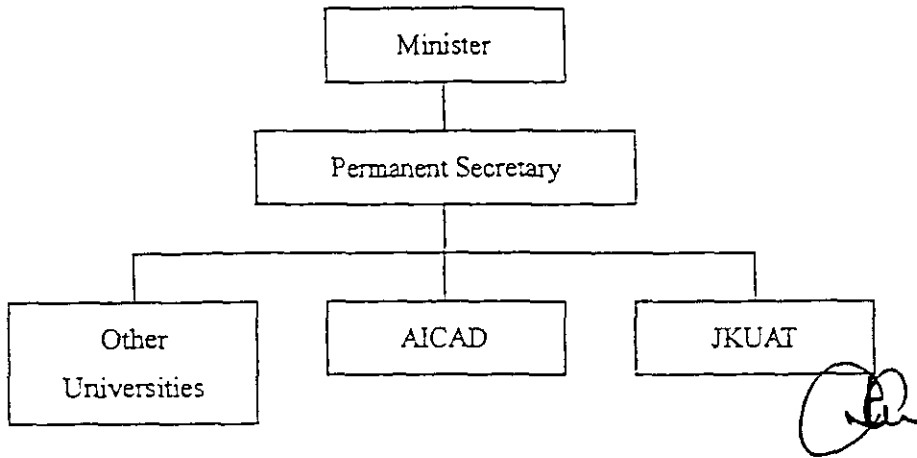 Minister
Permanent Secretary
Other
Universities
AICAD
JKUAT